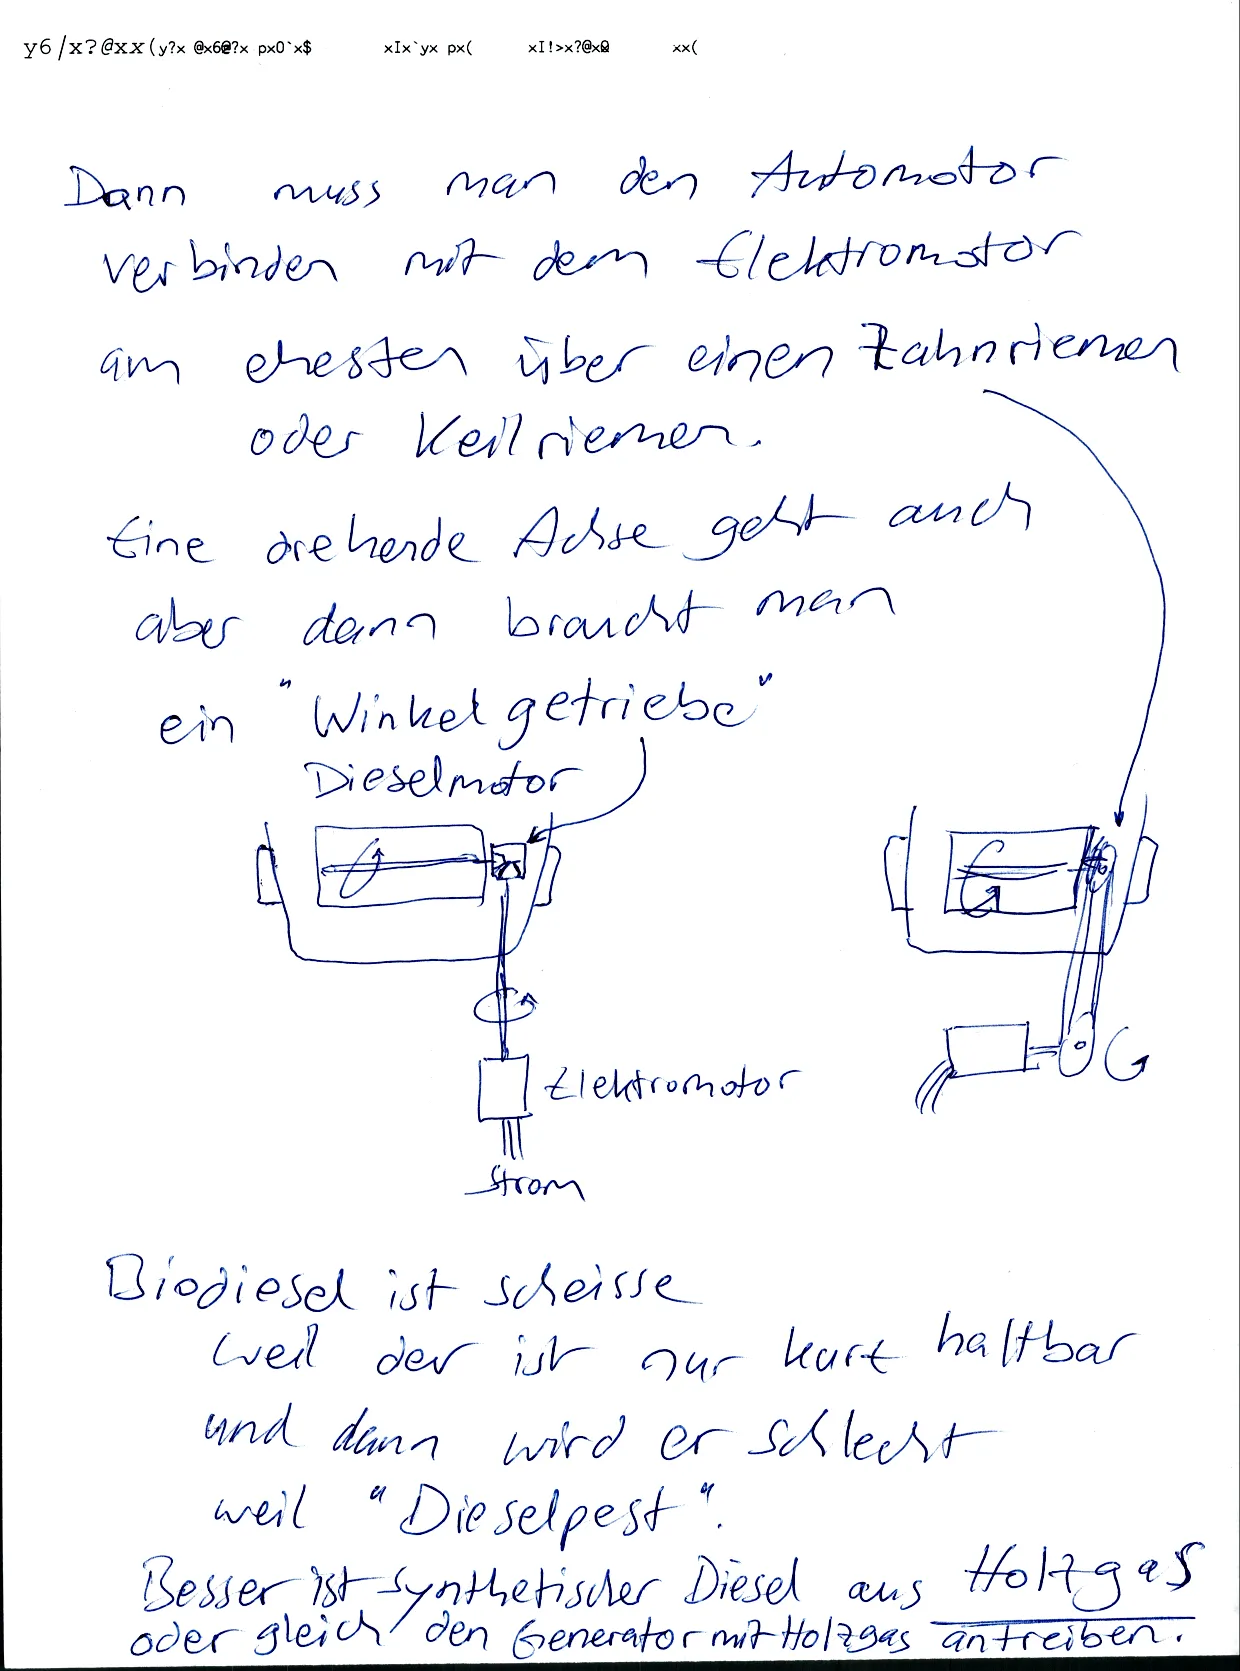 y6/x?@xx(y?x @x6@?x px0`x$ xIx`yx px( xI!>x?@xQ xx(
Dann muss man den Automotor
verbinden mit dem Elektromotor
am ehesten über einen Zahnriemen
oder Keilriemen.
Eine drehende Achse geht auch
aber dann braucht man
ein "Winkelgetriebe"
Dieselmotor
Elektromotor
Strom
Biodiesel ist scheisse
weil der ist nur kurz haltbar
und dann wird er schlecht
weil "Dieselpest".
Besser ist synthetischer Diesel aus Holzgas
oder gleich den Generator mit Holzgas antreiben.